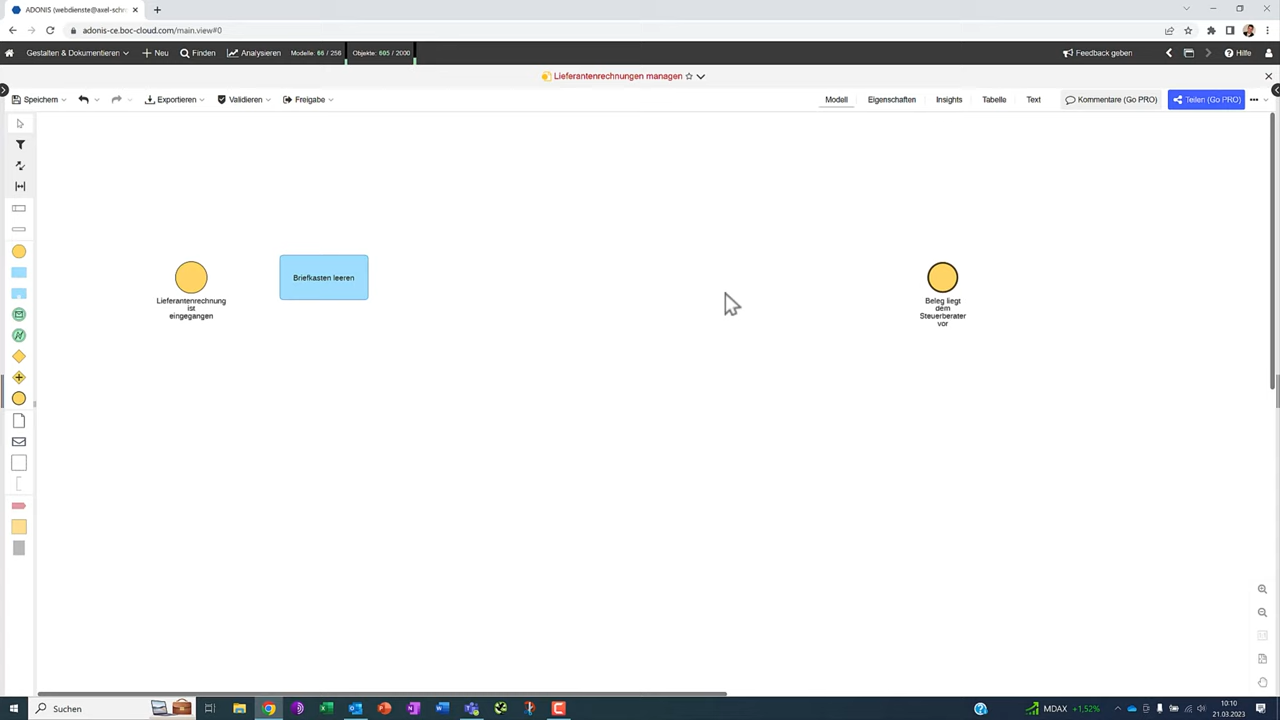 ADONIS (webdienste@axel-schr
adonis-ce.boc-cloud.com/main.view#0
Gestalten & Dokumentieren
Neu
Finden
Analysieren
Modelle: 66 / 256
Objekte: 605 / 2000
Feedback geben
Hilfe
Lieferantenrechnungen managen
Speichern
Exportieren
Validieren
Freigabe
Modell
Eigenschaften
Insights
Tabelle
Text
Kommentare (Go PRO)
Teilen (Go PRO)
Lieferantenrechnung
ist
eingegangen
Briefkasten leeren
Beleg liegt
dem
Steuerberater
vor
Suchen
MDAX +1,52%
10:10
21.03.2023